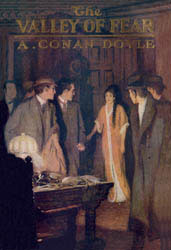 The
VALLEY OF FEAR
A. CONAN DOYLE